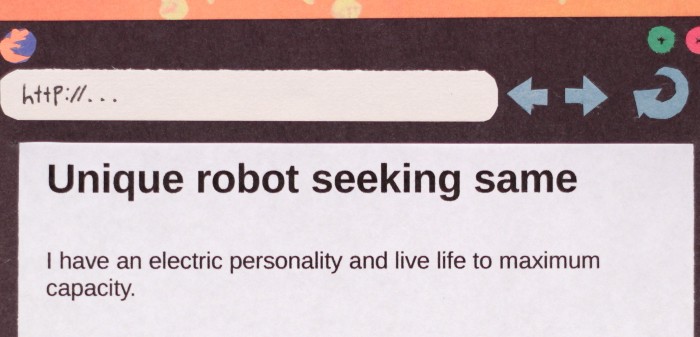 http://...
Unique robot seeking same
I have an electric personality and live life to maximum
capacity.